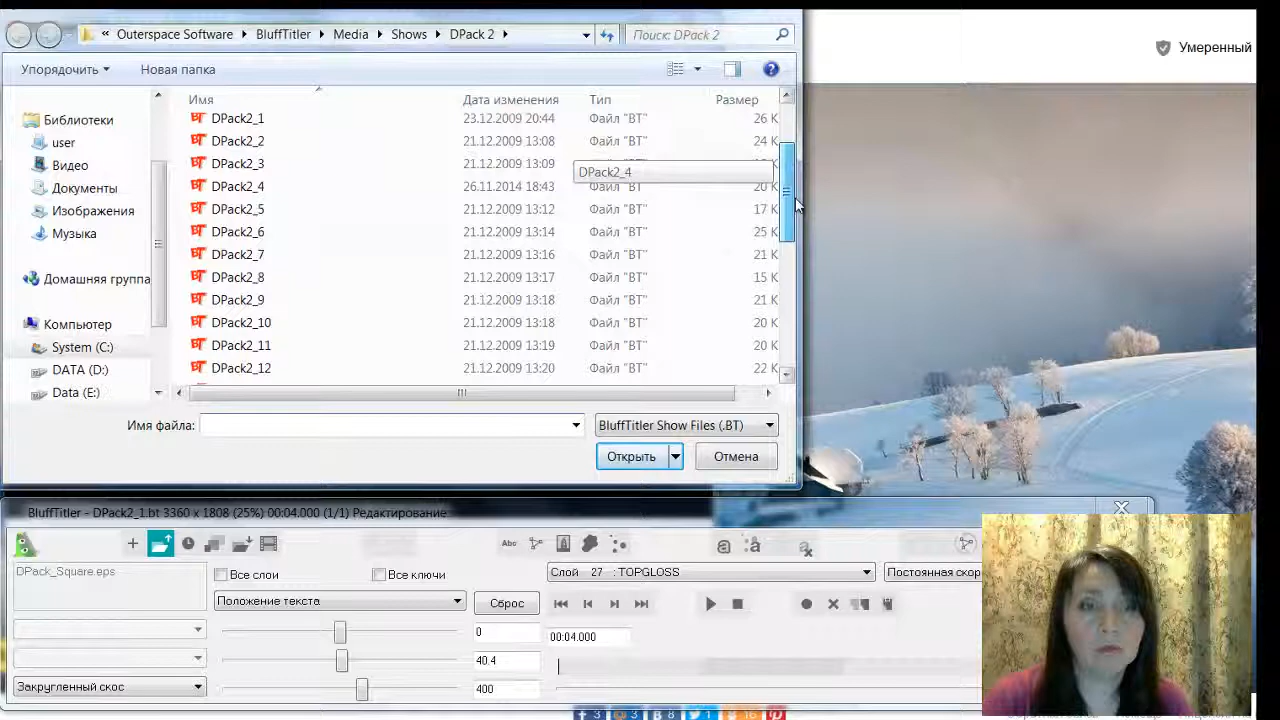 « Outerspace Software BluffTitler Media Shows DPack 2
Поиск: DPack 2
Умеренный
Упорядочить Новая папка
Имя Дата изменения Тип Размер
Библиотеки
user
Видео
Документы
Изображения
Музыка
Домашняя группа
Компьютер
System (C:)
DATA (D:)
Data (E:)
DPack2_1 23.12.2009 20:44 Файл "BT" 26 К
DPack2_2 21.12.2009 13:08 Файл "BT" 24 К
DPack2_3 21.12.2009 13:09
DPack2_4
DPack2_4 26.11.2014 18:43 Файл "BT" 20 К
DPack2_5 21.12.2009 13:12 Файл "BT" 17 К
DPack2_6 21.12.2009 13:14 Файл "BT" 25 К
DPack2_7 21.12.2009 13:16 Файл "BT" 21 К
DPack2_8 21.12.2009 13:17 Файл "BT" 15 К
DPack2_9 21.12.2009 13:18 Файл "BT" 21 К
DPack2_10 21.12.2009 13:18 Файл "BT" 20 К
DPack2_11 21.12.2009 13:19 Файл "BT" 20 К
DPack2_12 21.12.2009 13:20 Файл "BT" 22 К
Имя файла: BluffTitler Show Files (.BT)
Открыть Отмена
BluffTitler - DPack2_1.bt 3360 x 1808 (25%) 00:04.000 (1/1) Редактирование
Abc a a a
DPack_Square.eps
Все слои Все ключи Слой 27 : TOPGLOSS Постоянная скор
Положение текста Сброс
0 00:04.000
40.4
Закругленный скос 400
3 3 8 1 16